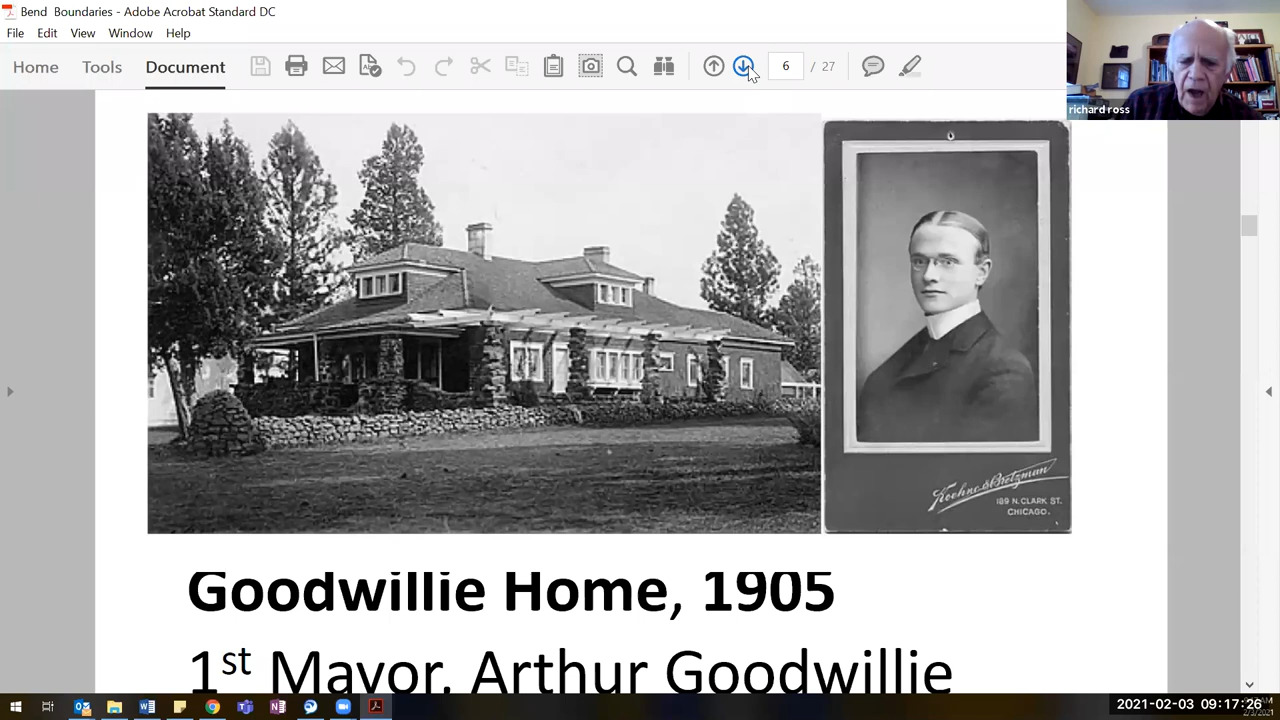 Bend Boundaries - Adobe Acrobat Standard DC
File Edit View Window Help
Home Tools Document
6 / 27
richard ross
Koehne & Bretzman
189 N. CLARK ST.
CHICAGO.
Goodwillie Home, 1905
1st Mayor, Arthur Goodwillie
2021-02-03 09:17:26